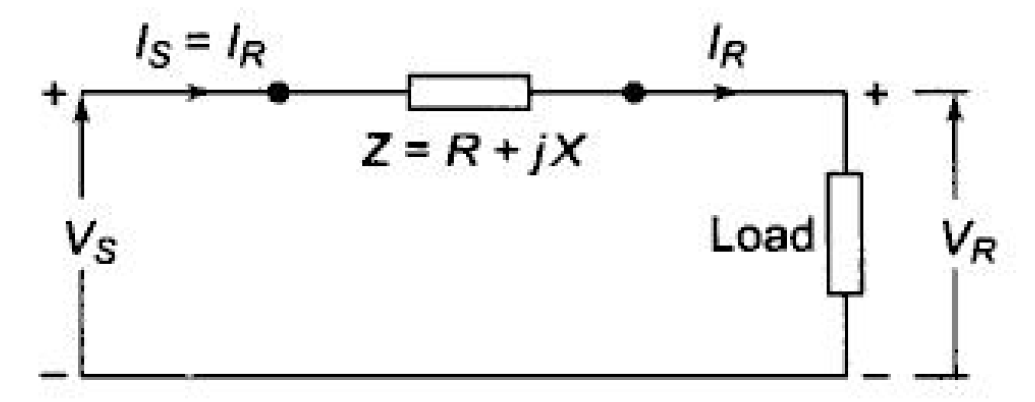 I_S = I_R
I_R
+
+
Z = R + jX
V_S
Load
V_R
−
−